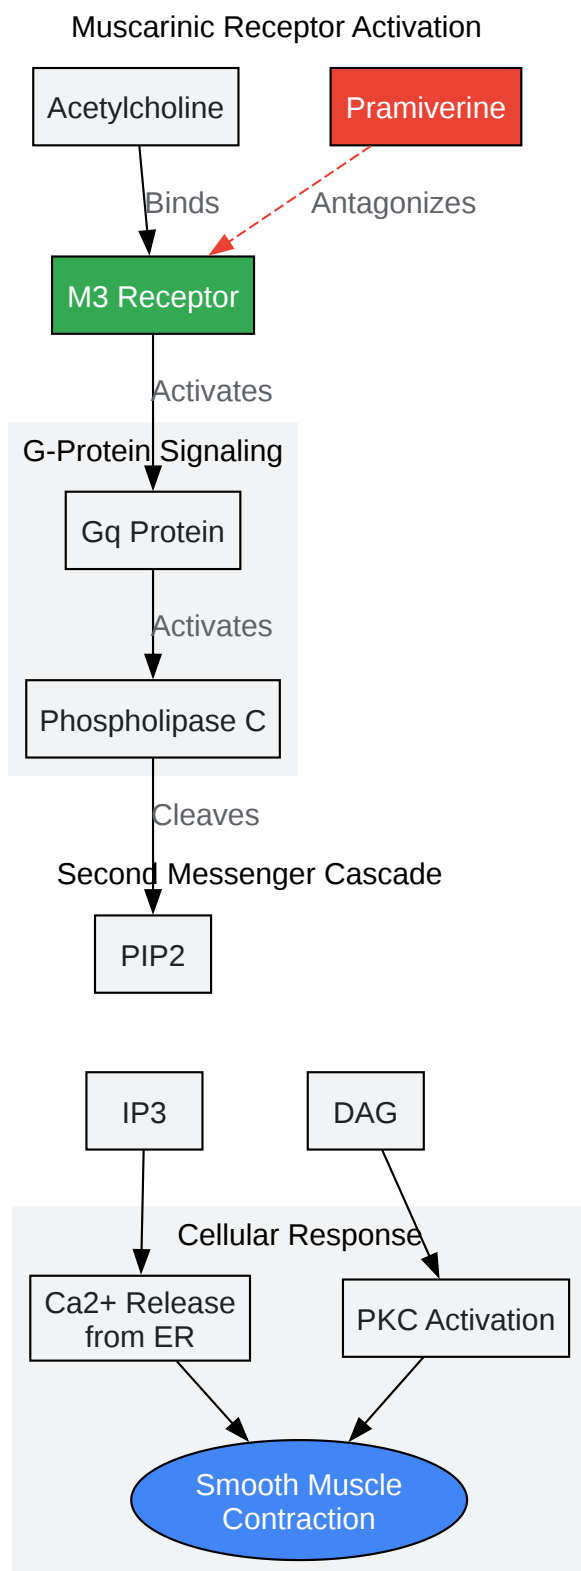 Muscarinic Receptor Activation
Acetylcholine
Pramiverine
Binds
Antagonizes
M3 Receptor
Activates
G-Protein Signaling
Gq Protein
Activates
Phospholipase C
Cleaves
Second Messenger Cascade
PIP2
IP3
DAG
Cellular Response
Ca2+ Release
from ER
PKC Activation
Smooth Muscle
Contraction